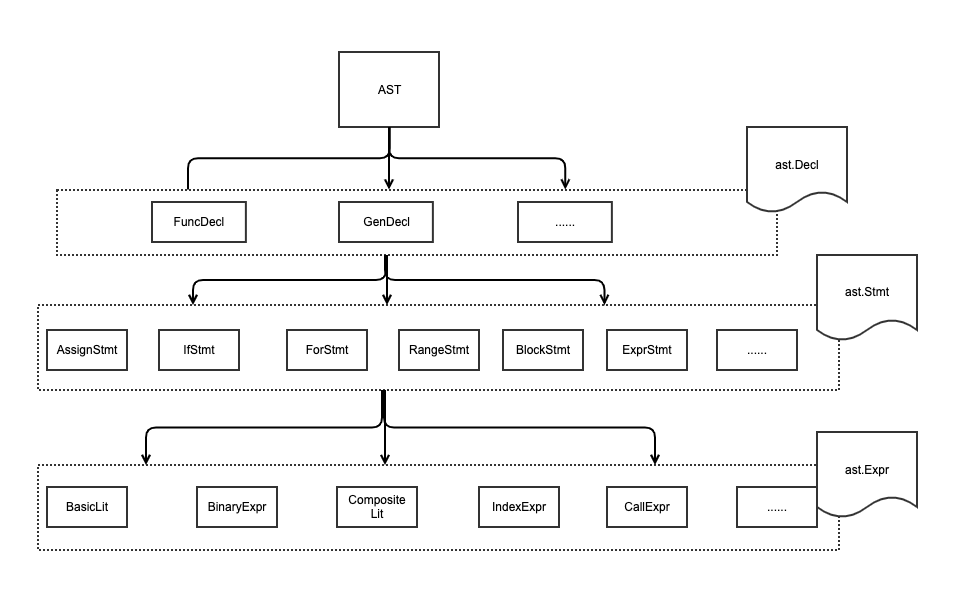 AST
ast.Decl
FuncDecl
GenDecl
......
ast.Stmt
AssignStmt
IfStmt
ForStmt
RangeStmt
BlockStmt
ExprStmt
......
ast.Expr
BasicLit
BinaryExpr
Composite
Lit
IndexExpr
CallExpr
......